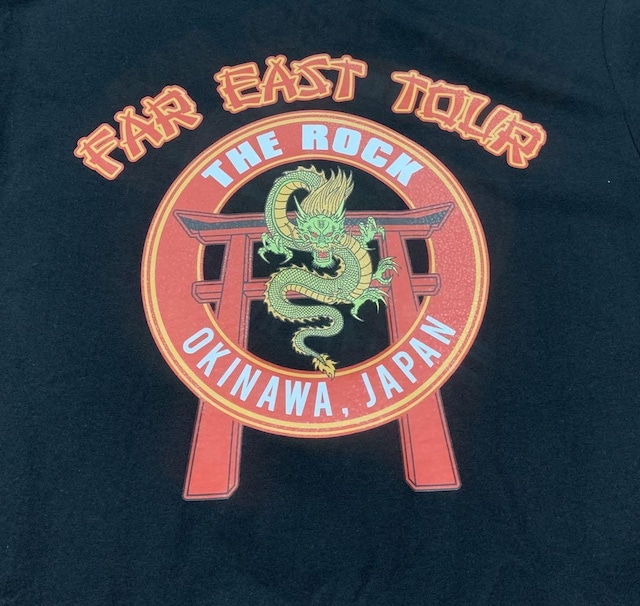 FAR EAST TOUR
THE ROCK
OKINAWA, JAPAN